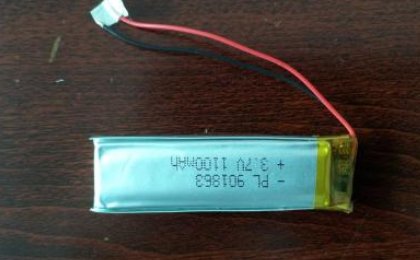 - PL 901863
+ 3.7V 1100mAh